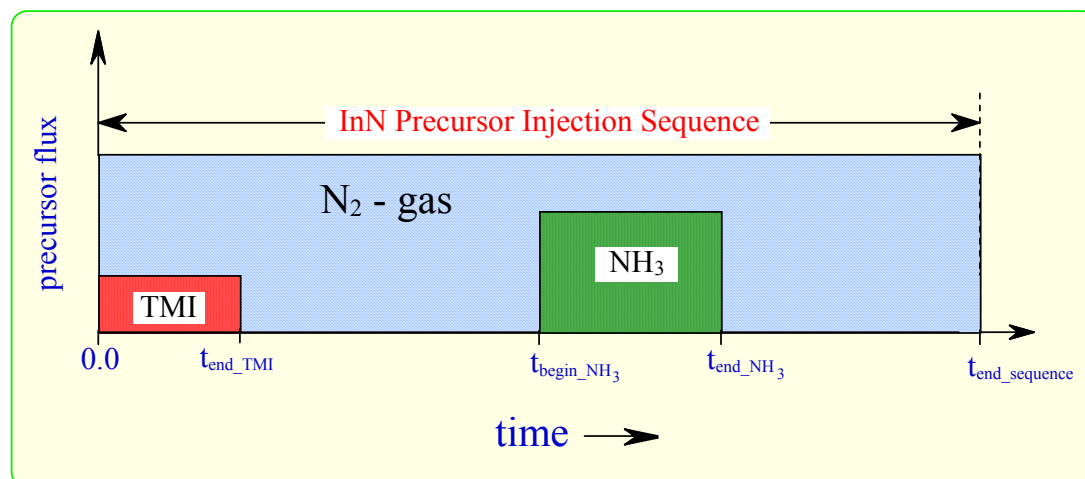 InN Precursor Injection Sequence
precursor flux
N₂ - gas
NH₃
TMI
0.0
t_end_TMI
t_begin_NH₃
t_end_NH₃
t_end_sequence
time